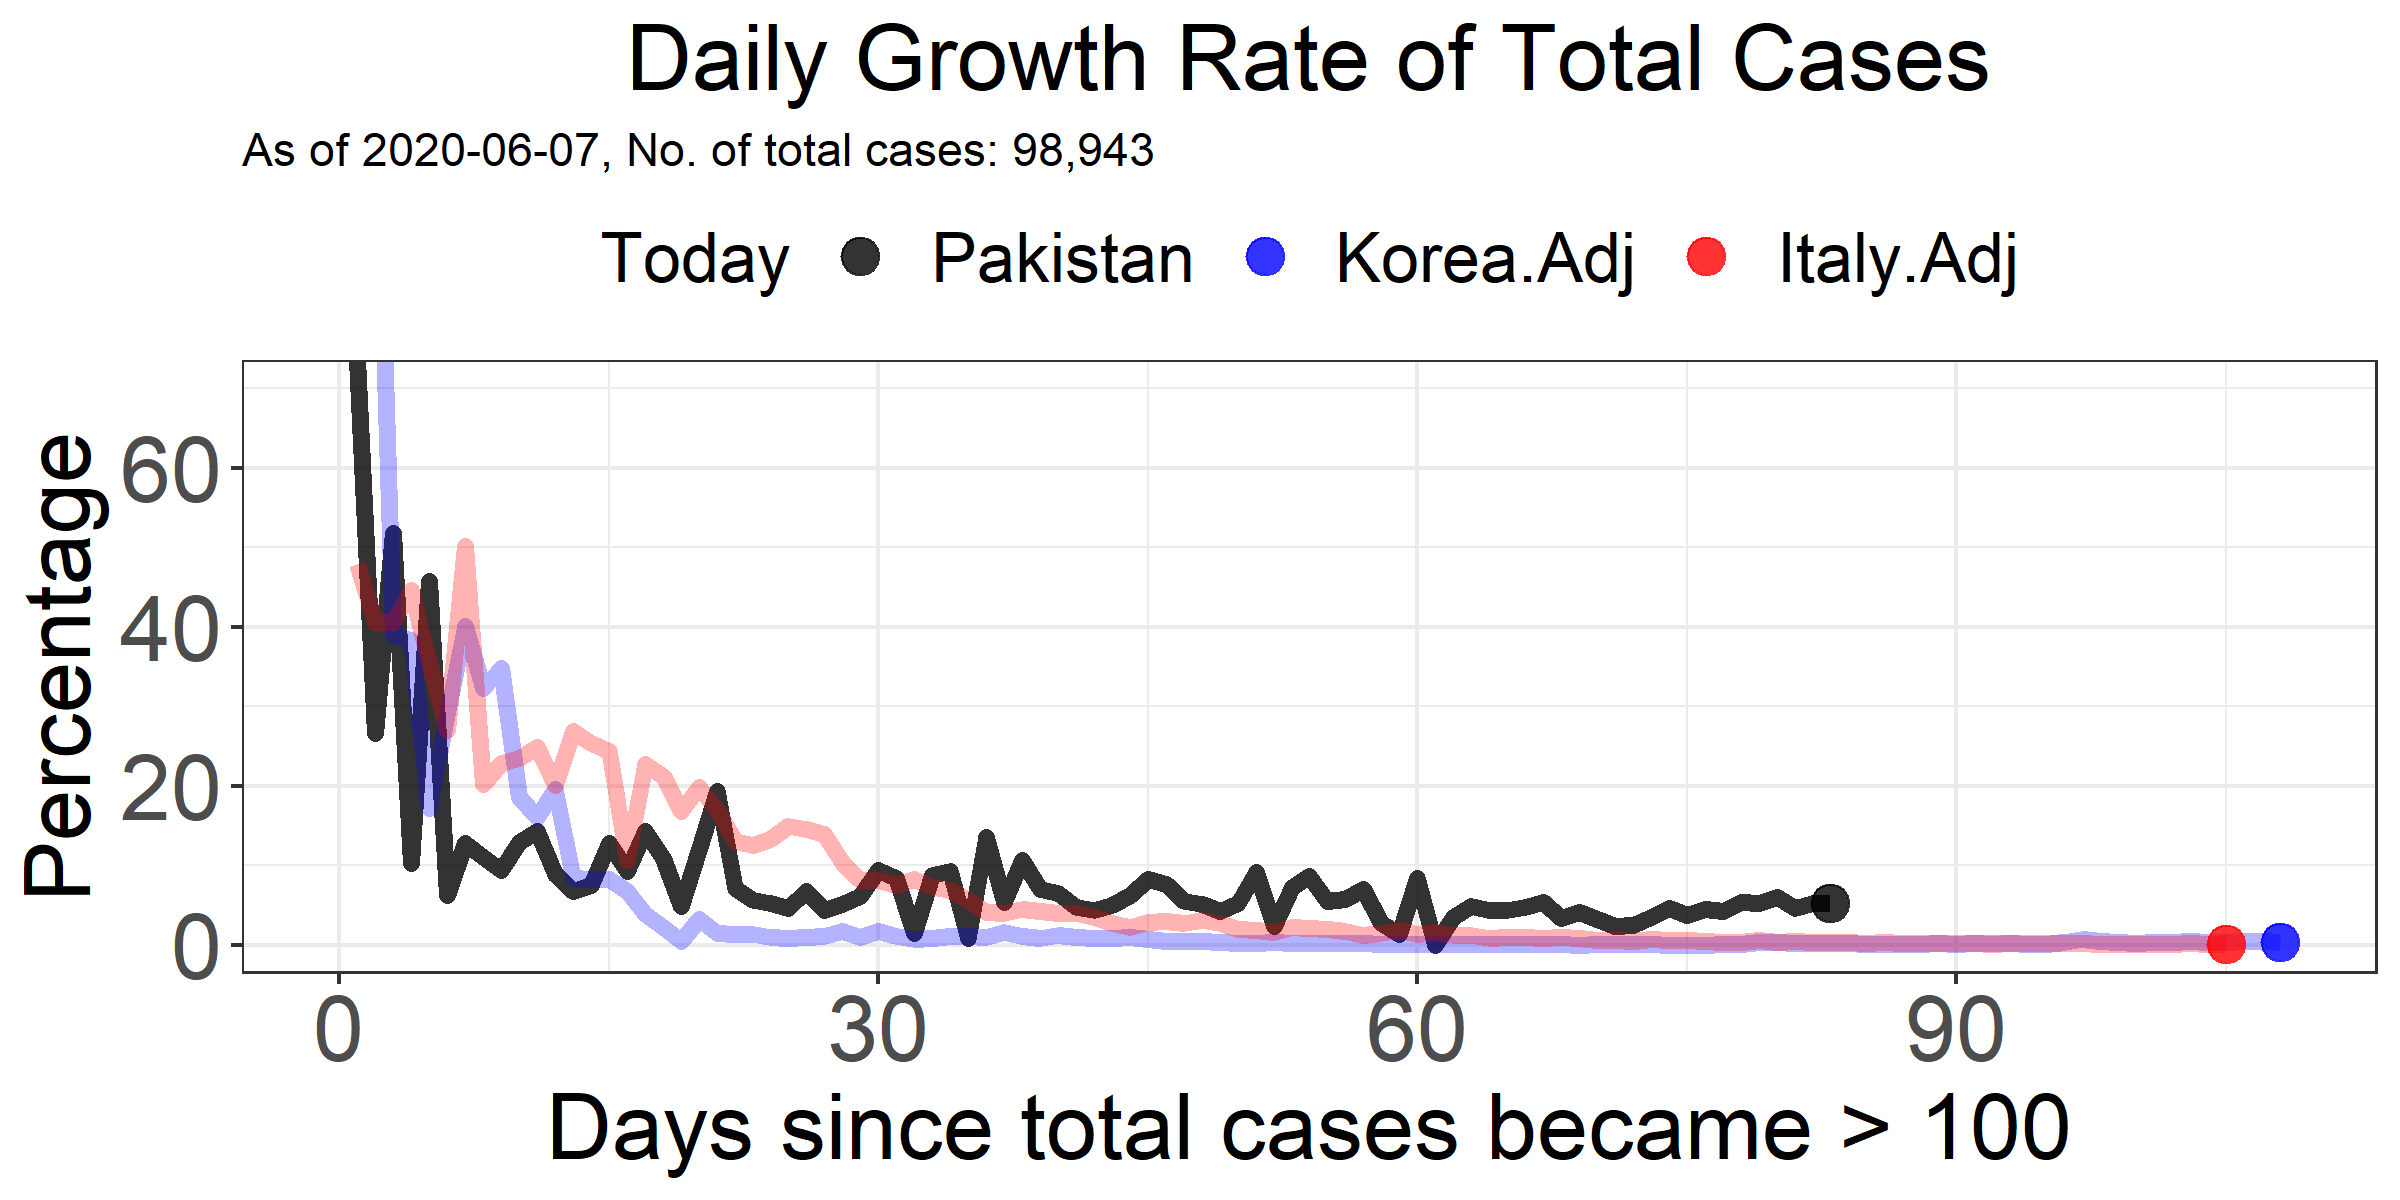 Daily Growth Rate of Total Cases
As of 2020-06-07, No. of total cases: 98,943
Today Pakistan Korea.Adj Italy.Adj
Percentage
60
40
20
0
0 30 60 90
Days since total cases became > 100